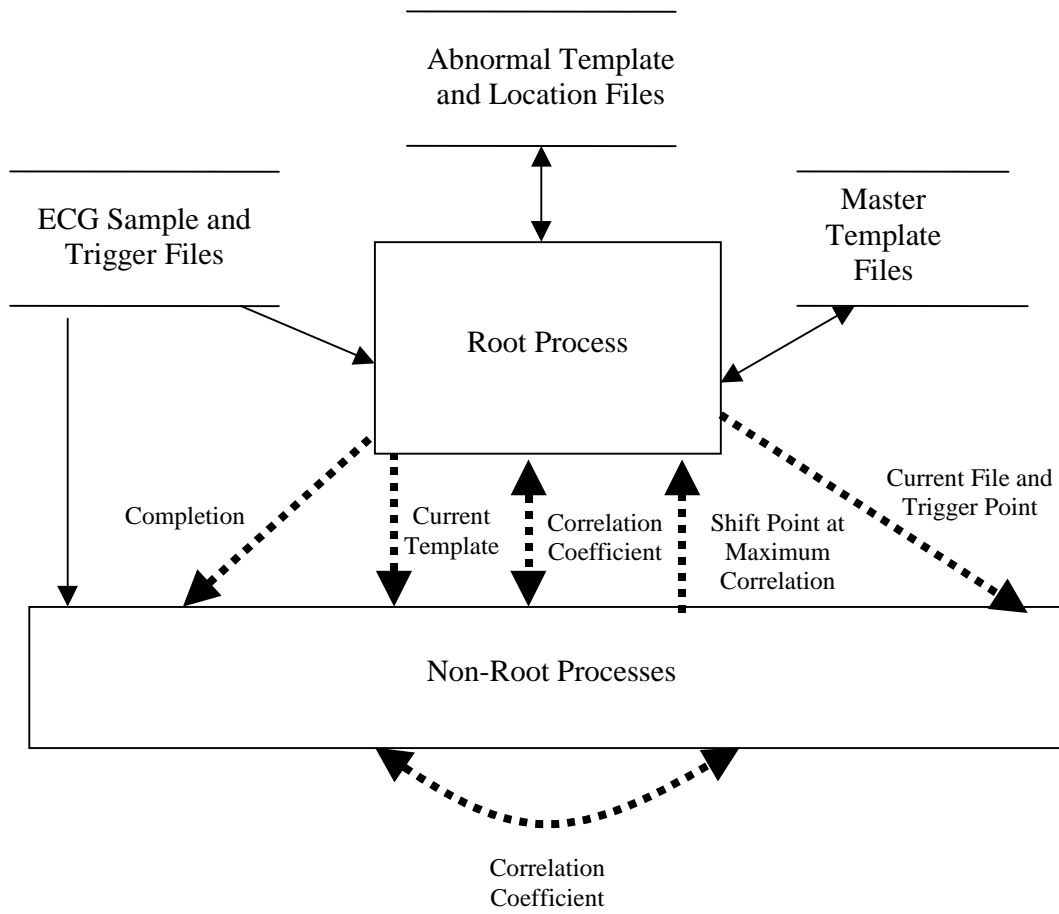 Abnormal Template
and Location Files
ECG Sample and
Trigger Files
Master
Template
Files
Root Process
Completion
Current
Template
Correlation
Coefficient
Shift Point at
Maximum
Correlation
Current File and
Trigger Point
Non-Root Processes
Correlation
Coefficient